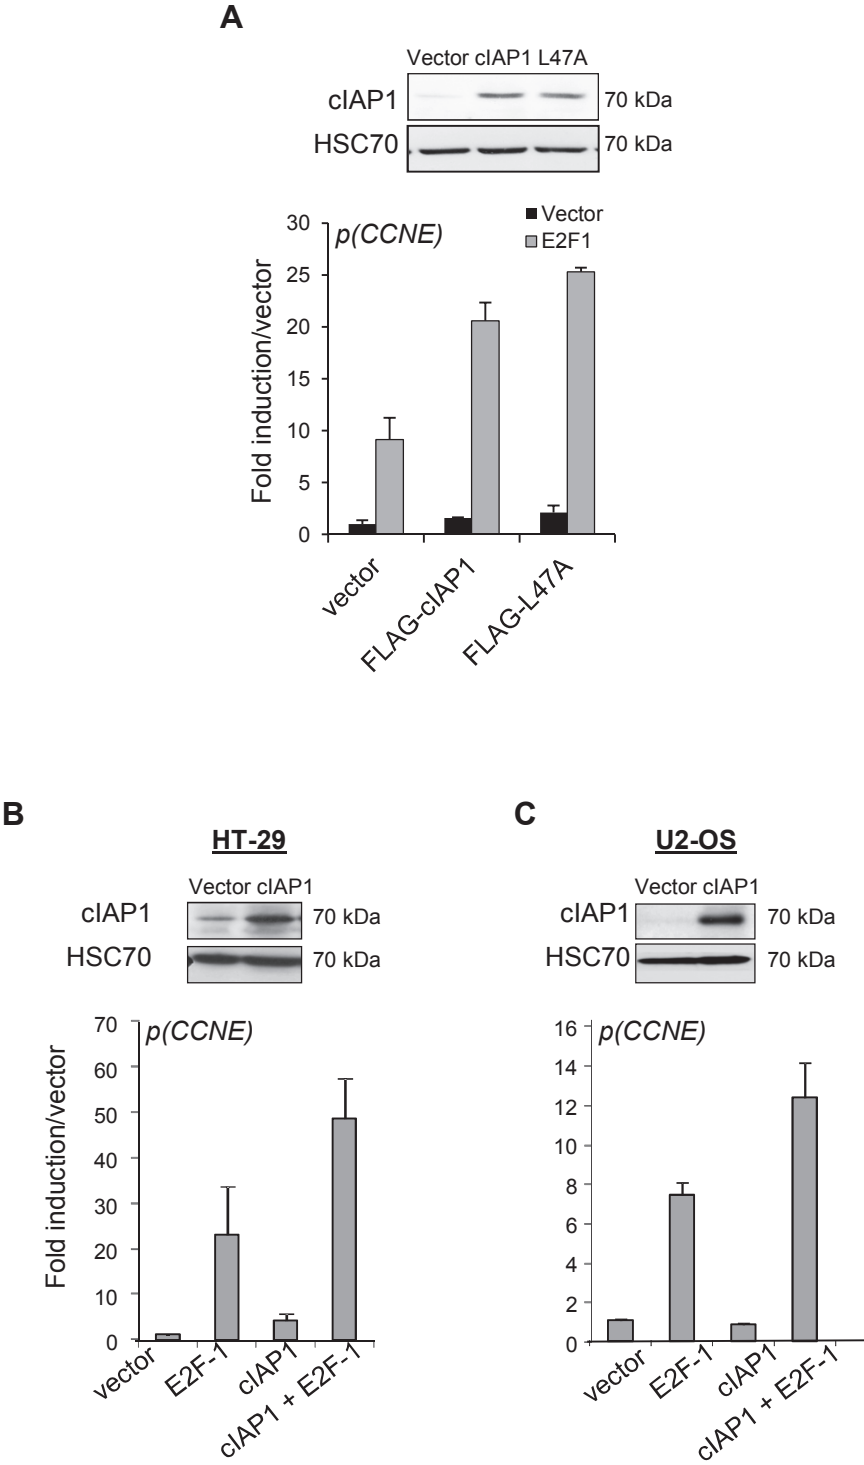 A
Vector cIAP1 L47A
cIAP1
70 kDa
HSC70
70 kDa
Vector
E2F1
p(CCNE)
Fold induction/vector
30
25
20
15
10
5
0
vector
FLAG-cIAP1
FLAG-L47A
B
HT-29
Vector cIAP1
cIAP1
70 kDa
HSC70
70 kDa
p(CCNE)
Fold induction/vector
70
60
50
40
30
20
10
0
vector
E2F-1
cIAP1
cIAP1 + E2F-1
C
U2-OS
Vector cIAP1
cIAP1
70 kDa
HSC70
70 kDa
p(CCNE)
16
14
12
10
8
6
4
2
0
vector
E2F-1
cIAP1
cIAP1 + E2F-1